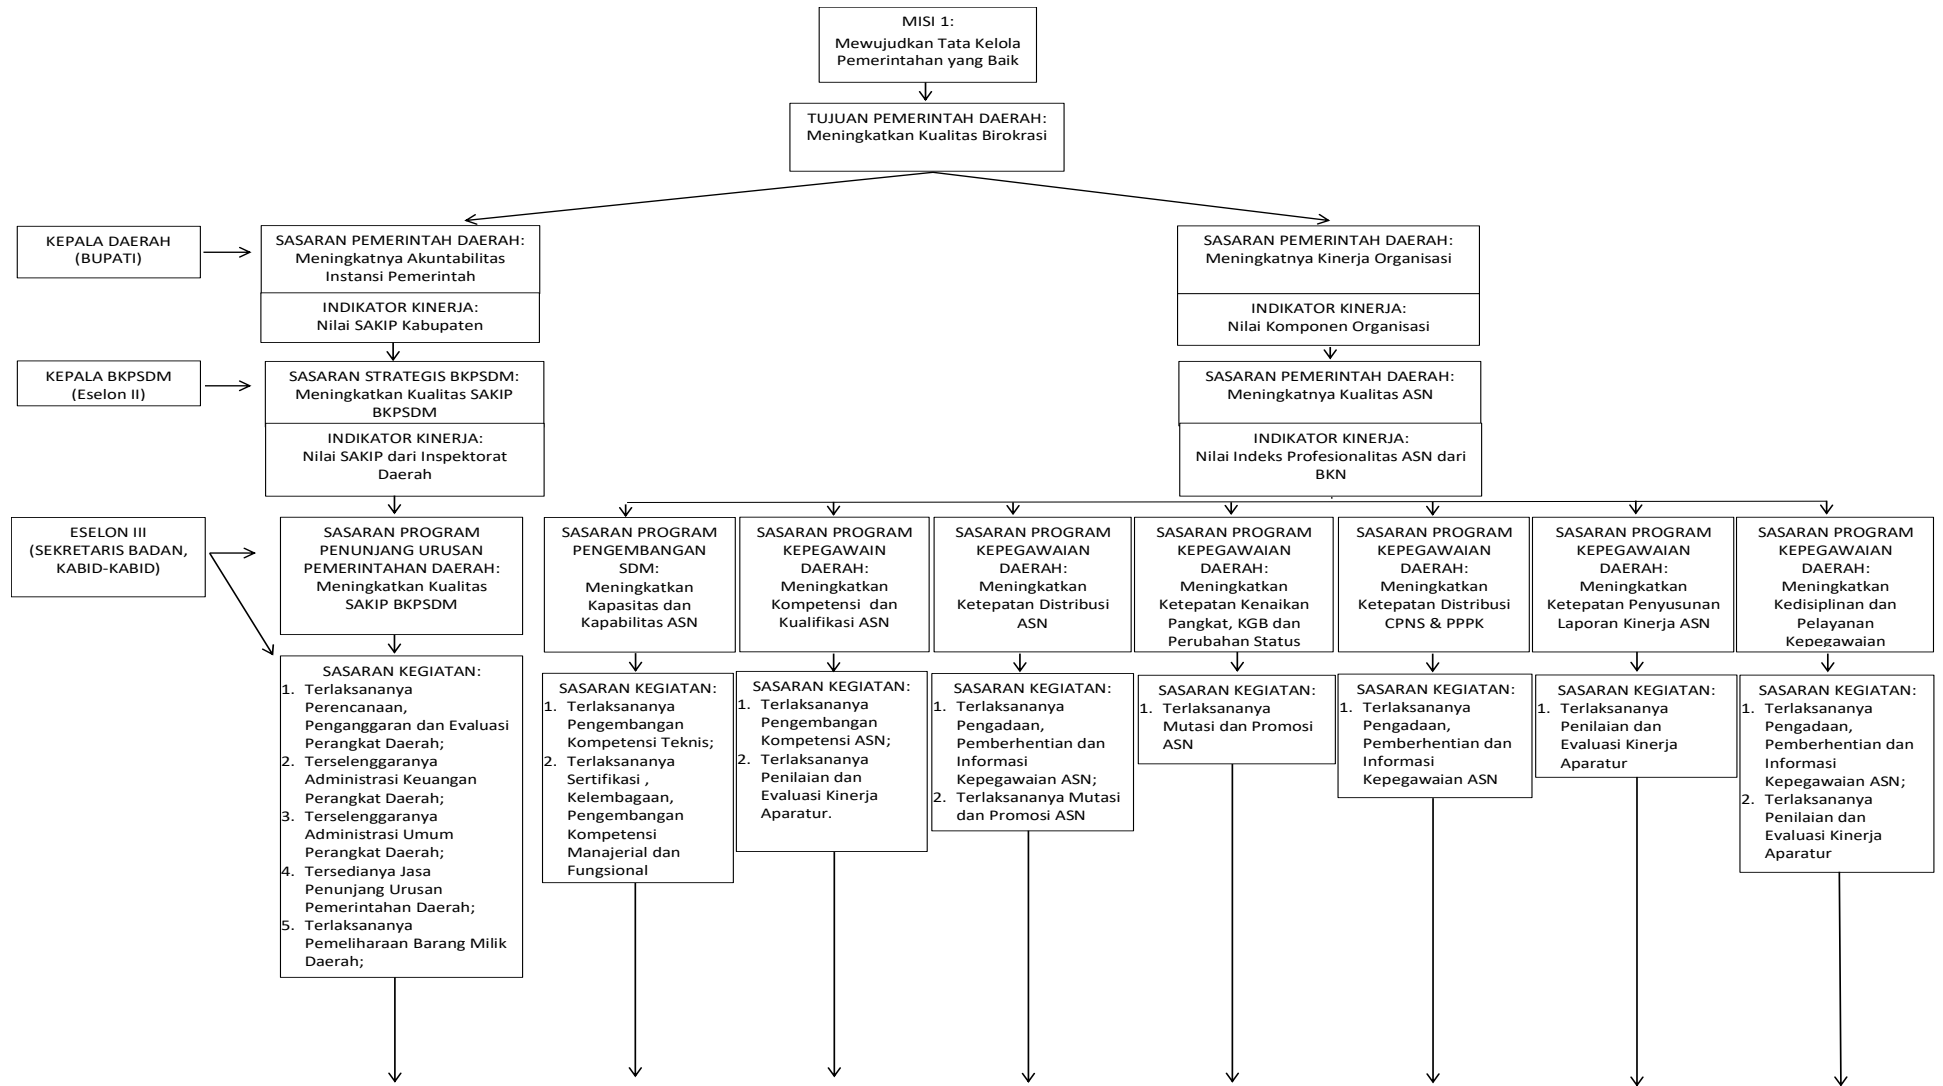 MISI 1:
Mewujudkan Tata Kelola
Pemerintahan yang Baik
TUJUAN PEMERINTAH DAERAH:
Meningkatkan Kualitas Birokrasi
KEPALA DAERAH
(BUPATI)
SASARAN PEMERINTAH DAERAH:
Meningkatnya Akuntabilitas
Instansi Pemerintah
INDIKATOR KINERJA:
Nilai SAKIP Kabupaten
SASARAN PEMERINTAH DAERAH:
Meningkatnya Kinerja Organisasi
INDIKATOR KINERJA:
Nilai Komponen Organisasi
KEPALA BKPSDM
(Eselon II)
SASARAN STRATEGIS BKPSDM:
Meningkatkan Kualitas SAKIP
BKPSDM
INDIKATOR KINERJA:
Nilai SAKIP dari Inspektorat
Daerah
SASARAN PEMERINTAH DAERAH:
Meningkatnya Kualitas ASN
INDIKATOR KINERJA:
Nilai Indeks Profesionalitas ASN dari
BKN
ESELON III
(SEKRETARIS BADAN,
KABID-KABID)
SASARAN PROGRAM
PENUNJANG URUSAN
PEMERINTAHAN DAERAH:
Meningkatkan Kualitas
SAKIP BKPSDM
SASARAN PROGRAM
PENGEMBANGAN
SDM:
Meningkatkan
Kapasitas dan
Kapabilitas ASN
SASARAN PROGRAM
KEPEGAWAIN
DAERAH:
Meningkatkan
Kompetensi  dan
Kualifikasi ASN
SASARAN PROGRAM
KEPEGAWAIAN
DAERAH:
Meningkatkan
Ketepatan Distribusi
ASN
SASARAN PROGRAM
KEPEGAWAIAN
DAERAH:
Meningkatkan
Ketepatan Kenaikan
Pangkat, KGB dan
Perubahan Status
SASARAN PROGRAM
KEPEGAWAIAN
DAERAH:
Meningkatkan
Ketepatan Distribusi
CPNS & PPPK
SASARAN PROGRAM
KEPEGAWAIAN
DAERAH:
Meningkatkan
Ketepatan Penyusunan
Laporan Kinerja ASN
SASARAN PROGRAM
KEPEGAWAIAN
DAERAH:
Meningkatkan
Kedisiplinan dan
Pelayanan
Kepegawaian
SASARAN KEGIATAN:
1. Terlaksananya
Perencanaan,
Penganggaran dan Evaluasi
Perangkat Daerah;
2. Terselenggaranya
Administrasi Keuangan
Perangkat Daerah;
3. Terselenggaranya
Administrasi Umum
Perangkat Daerah;
4. Tersedianya Jasa
Penunjang Urusan
Pemerintahan Daerah;
5. Terlaksananya
Pemeliharaan Barang Milik
Daerah;
SASARAN KEGIATAN:
1. Terlaksananya
Pengembangan
Kompetensi Teknis;
2. Terlaksananya
Sertifikasi ,
Kelembagaan,
Pengembangan
Kompetensi
Manajerial dan
Fungsional
SASARAN KEGIATAN:
1. Terlaksananya
Pengembangan
Kompetensi ASN;
2. Terlaksananya
Penilaian dan
Evaluasi Kinerja
Aparatur.
SASARAN KEGIATAN:
1. Terlaksananya
Pengadaan,
Pemberhentian dan
Informasi
Kepegawaian ASN;
2. Terlaksananya Mutasi
dan Promosi ASN
SASARAN KEGIATAN:
1. Terlaksananya
Mutasi dan Promosi
ASN
SASARAN KEGIATAN:
1. Terlaksananya
Pengadaan,
Pemberhentian dan
Informasi
Kepegawaian ASN
SASARAN KEGIATAN:
1. Terlaksananya
Penilaian dan
Evaluasi Kinerja
Aparatur
SASARAN KEGIATAN:
1. Terlaksananya
Pengadaan,
Pemberhentian dan
Informasi
Kepegawaian ASN;
2. Terlaksananya
Penilaian dan
Evaluasi Kinerja
Aparatur